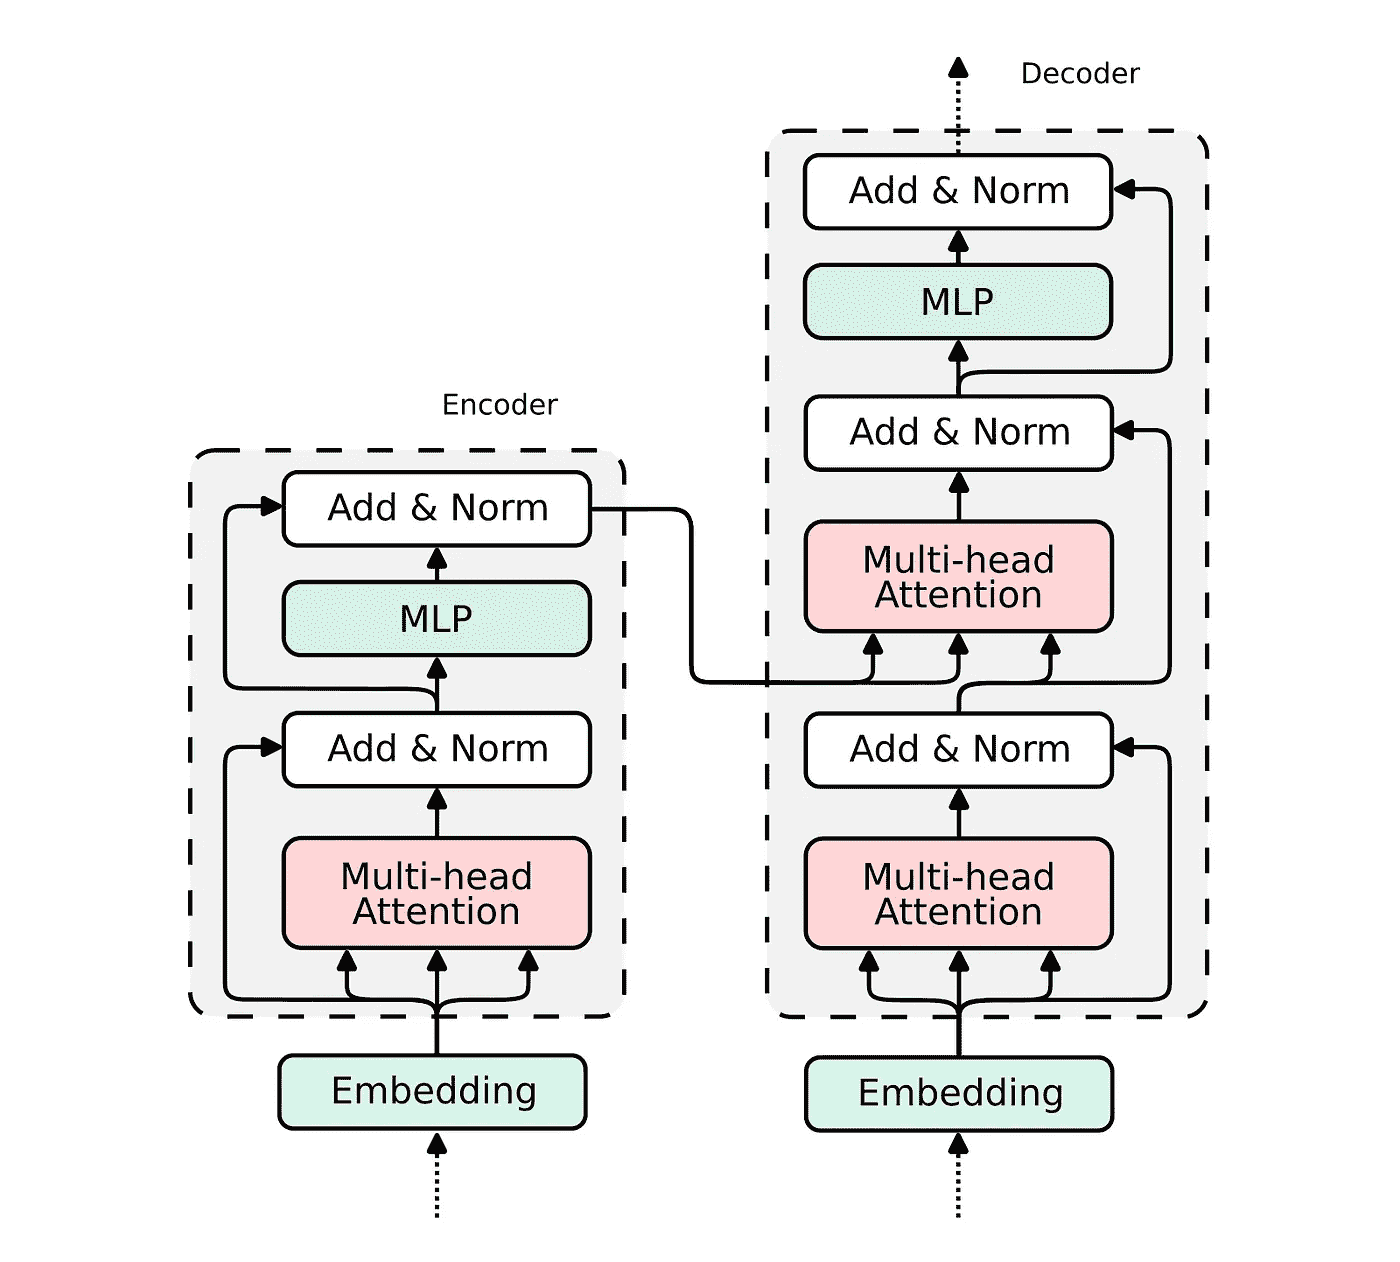 Encoder
Add & Norm
MLP
Add & Norm
Multi-head
Attention
Embedding
Decoder
Add & Norm
MLP
Add & Norm
Multi-head
Attention
Add & Norm
Multi-head
Attention
Embedding